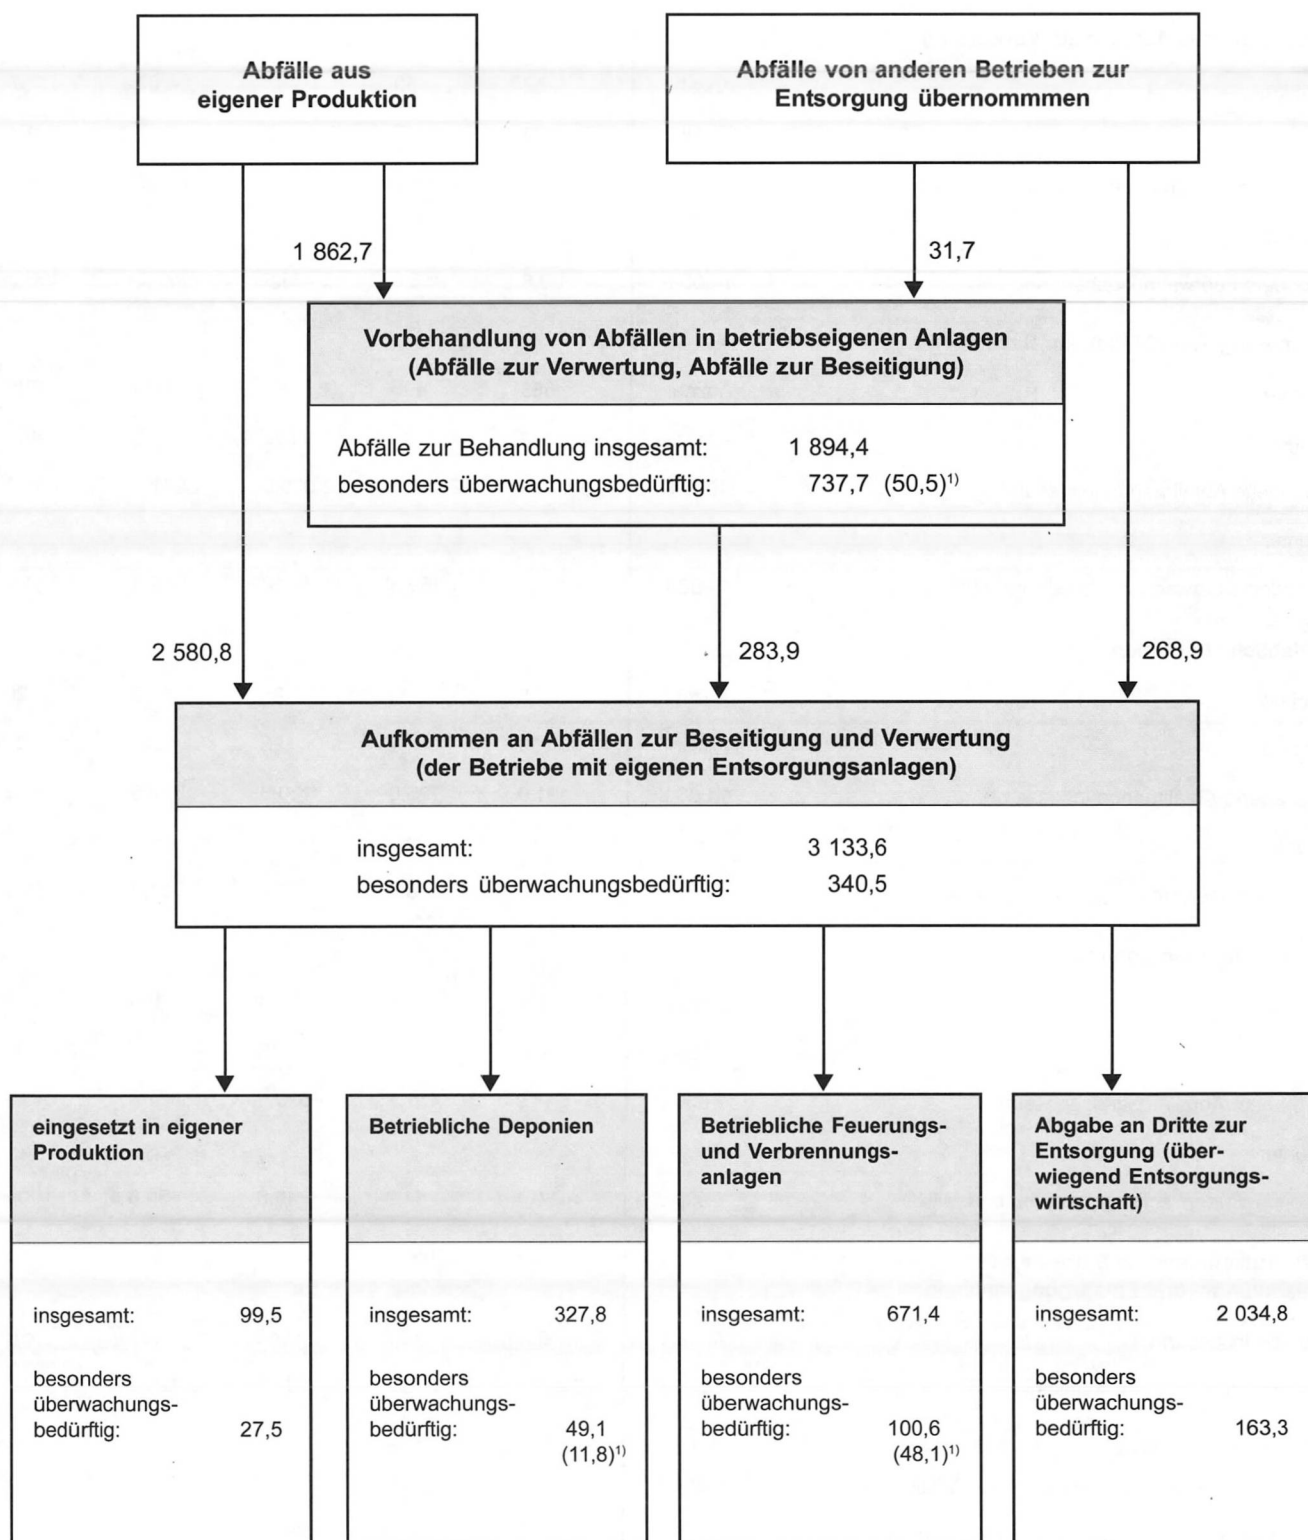 Abfälle aus
eigener Produktion
Abfälle von anderen Betrieben zur
Entsorgung übernommmen
1 862,7
31,7
Vorbehandlung von Abfällen in betriebseigenen Anlagen
(Abfälle zur Verwertung, Abfälle zur Beseitigung)
Abfälle zur Behandlung insgesamt: 1 894,4
besonders überwachungsbedürftig: 737,7 (50,5)1)
2 580,8
283,9
268,9
Aufkommen an Abfällen zur Beseitigung und Verwertung
(der Betriebe mit eigenen Entsorgungsanlagen)
insgesamt: 3 133,6
besonders überwachungsbedürftig: 340,5
eingesetzt in eigener
Produktion
insgesamt: 99,5
besonders
überwachungs-
bedürftig: 27,5
Betriebliche Deponien
insgesamt: 327,8
besonders
überwachungs-
bedürftig: 49,1
(11,8)1)
Betriebliche Feuerungs-
und Verbrennungs-
anlagen
insgesamt: 671,4
besonders
überwachungs-
bedürftig: 100,6
(48,1)1)
Abgabe an Dritte zur
Entsorgung (über-
wiegend Entsorgungs-
wirtschaft)
insgesamt: 2 034,8
besonders
überwachungs-
bedürftig: 163,3